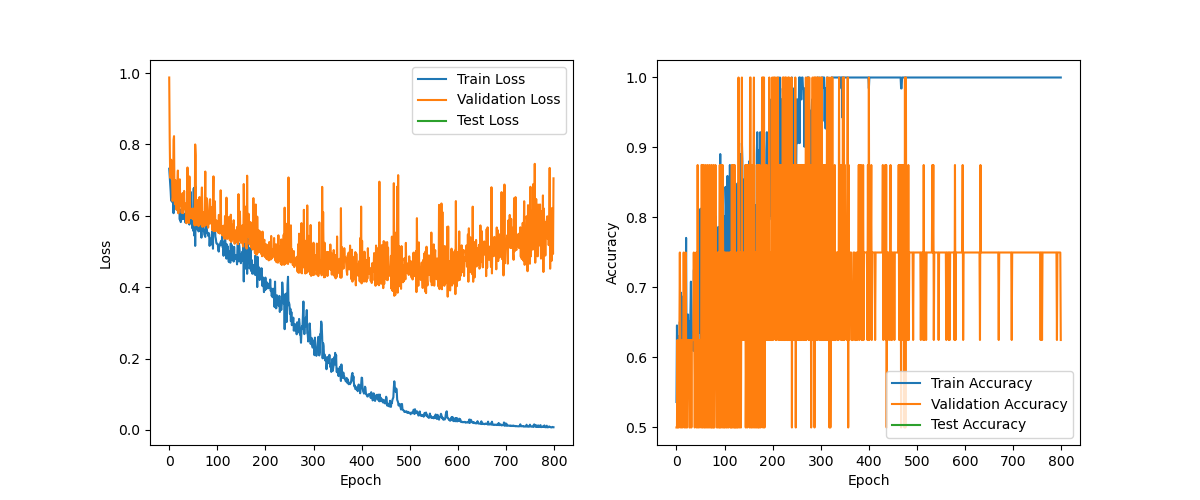 Train Loss
Validation Loss
Test Loss
1.0
0.8
0.6
0.4
0.2
0.0
Loss
0 100 200 300 400 500 600 700 800
Epoch
1.0
0.9
0.8
0.7
0.6
0.5
Accuracy
Train Accuracy
Validation Accuracy
Test Accuracy
0 100 200 300 400 500 600 700 800
Epoch